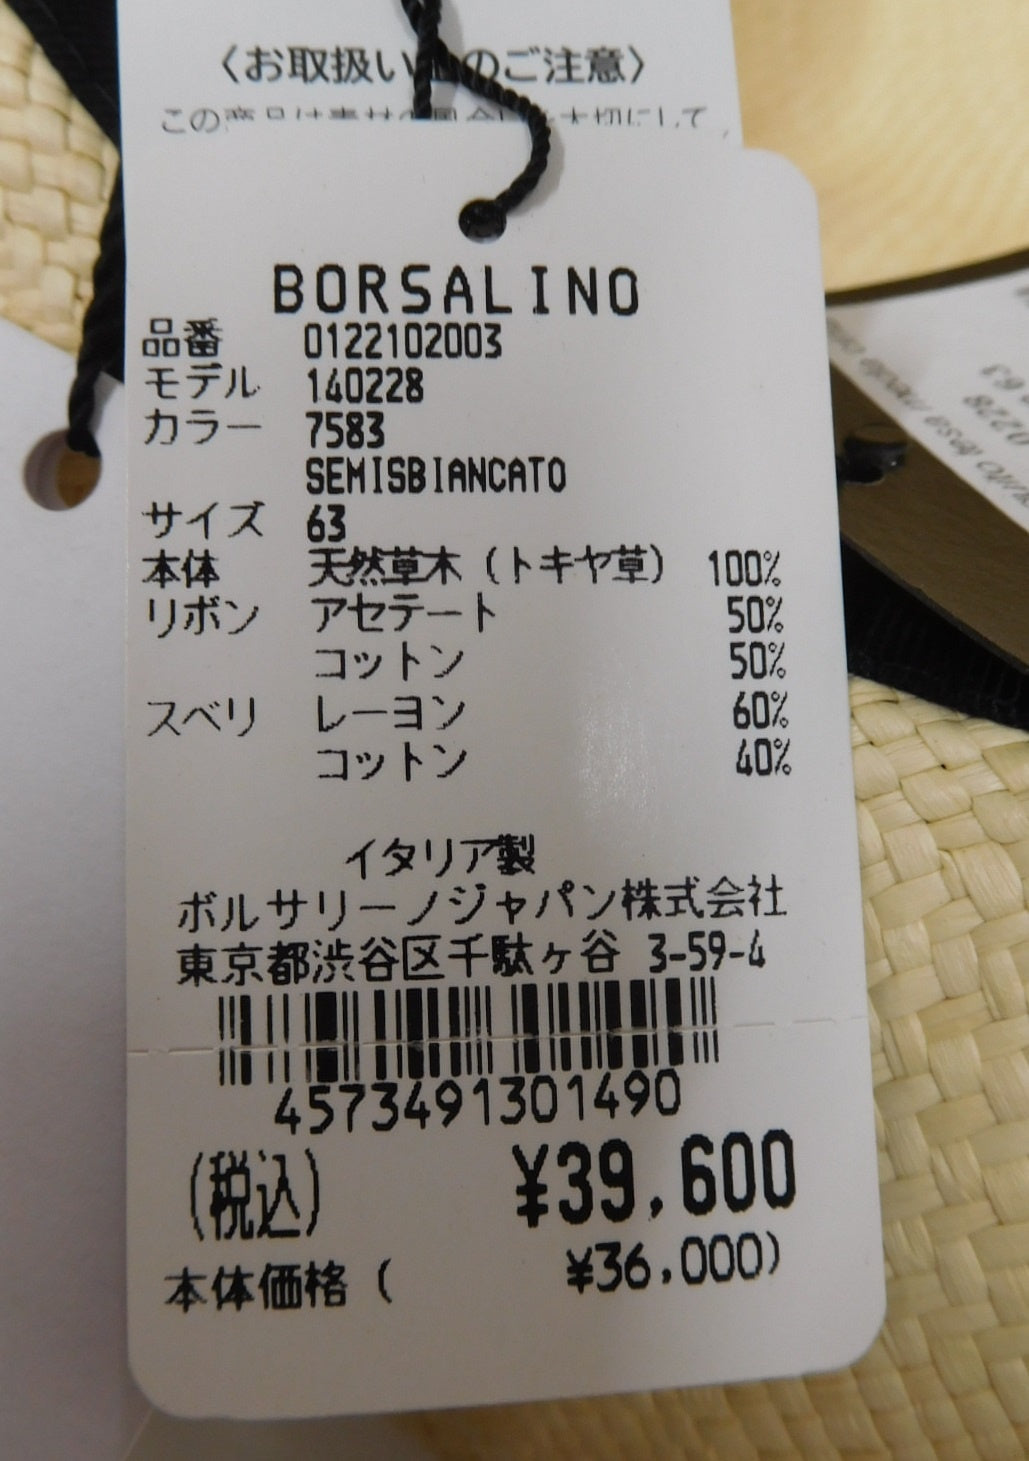 〈お取扱い上のご注意〉
BORSALINO
品番 0122102003
モデル 140228
カラー 7583
SEMISBIANCATO
サイズ 63
本体 天然草木（トキヤ草） 100%
リボン アセテート 50%
コットン 50%
スベリ レーヨン 60%
コットン 40%
イタリア製
ボルサリーノジャパン株式会社
東京都渋谷区千駄ヶ谷 3-59-4
4573491301490
(税込) ¥39,600
本体価格 ( ¥36,000)